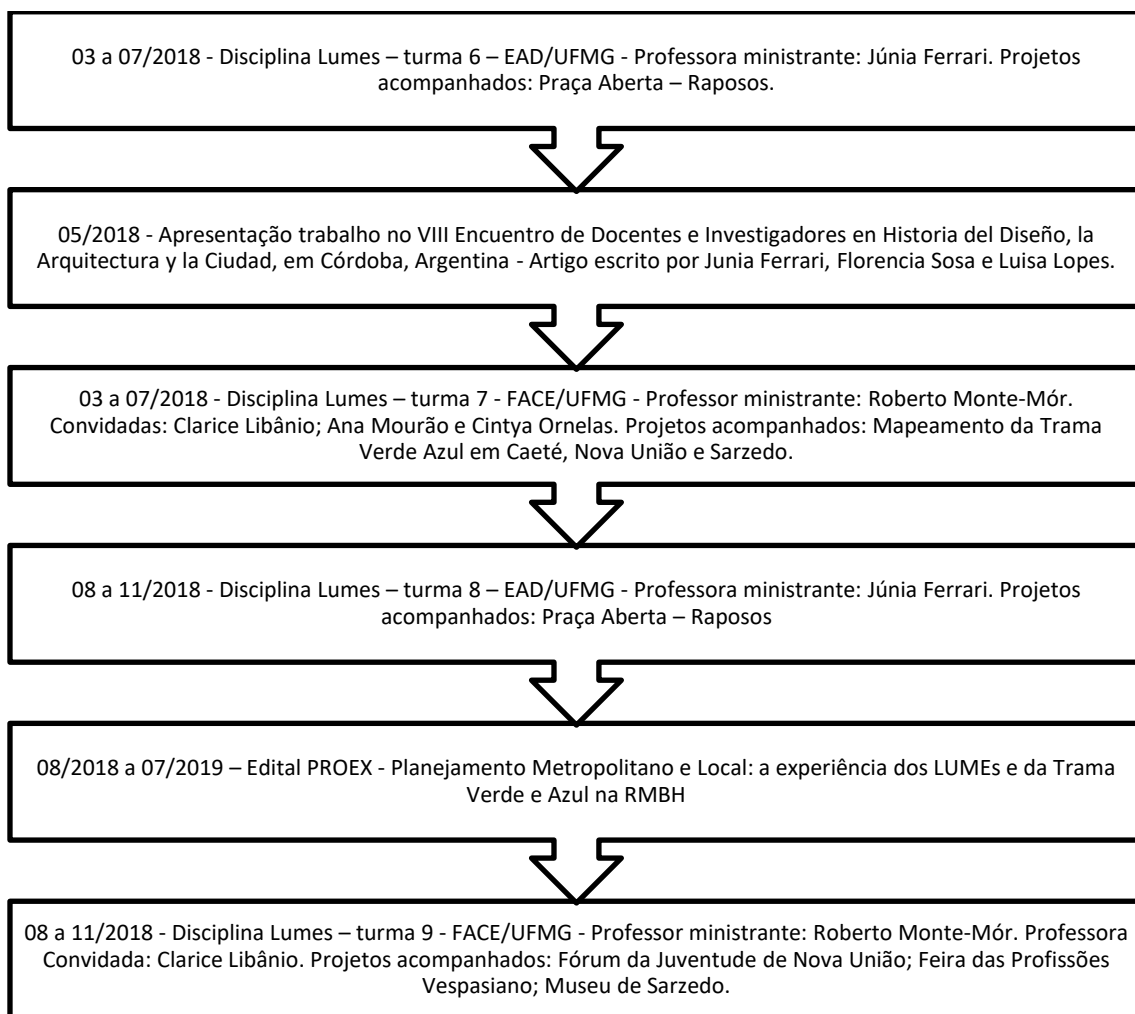 03 a 07/2018 - Disciplina Lumes – turma 6 – EAD/UFMG - Professora ministrante: Júnia Ferrari. Projetos
acompanhados: Praça Aberta – Raposos.
05/2018 - Apresentação trabalho no VIII Encuentro de Docentes e Investigadores en Historia del Diseño, la
Arquitectura y la Ciudad, em Córdoba, Argentina - Artigo escrito por Junia Ferrari, Florencia Sosa e Luisa Lopes.
03 a 07/2018 - Disciplina Lumes – turma 7 - FACE/UFMG - Professor ministrante: Roberto Monte-Mór.
Convidadas: Clarice Libânio; Ana Mourão e Cintya Ornelas. Projetos acompanhados: Mapeamento da Trama
Verde Azul em Caeté, Nova União e Sarzedo.
08 a 11/2018 - Disciplina Lumes – turma 8 – EAD/UFMG - Professora ministrante: Júnia Ferrari. Projetos
acompanhados: Praça Aberta – Raposos
08/2018 a 07/2019 – Edital PROEX - Planejamento Metropolitano e Local: a experiência dos LUMEs e da Trama
Verde e Azul na RMBH
08 a 11/2018 - Disciplina Lumes – turma 9 - FACE/UFMG - Professor ministrante: Roberto Monte-Mór. Professora
Convidada: Clarice Libânio. Projetos acompanhados: Fórum da Juventude de Nova União; Feira das Profissões
Vespasiano; Museu de Sarzedo.